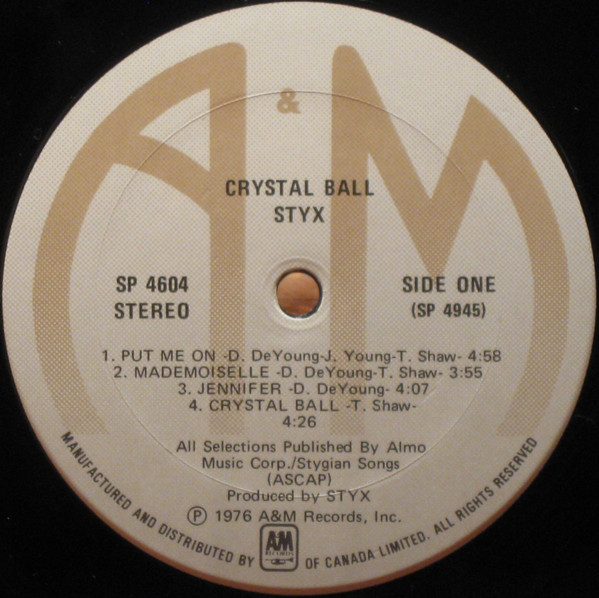 A & M
CRYSTAL BALL
STYX
SP 4604
STEREO
SIDE ONE
(SP 4945)
1. PUT ME ON -D. DeYoung-J. Young-T. Shaw- 4:58
2. MADEMOISELLE -D. DeYoung-T. Shaw- 3:55
3. JENNIFER -D. DeYoung- 4:07
4. CRYSTAL BALL -T. Shaw-
4:26
All Selections Published By Almo
Music Corp./Stygian Songs
(ASCAP)
Produced by STYX
Ⓟ 1976 A&M Records, Inc.
MANUFACTURED AND DISTRIBUTED BY A&M RECORDS OF CANADA LIMITED. ALL RIGHTS RESERVED